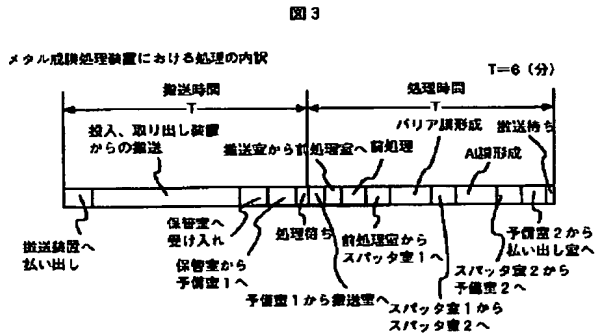 図3
メタル成膜処理装置における処理の内訳
T=6(分)
搬送時間
T
処理時間
T
投入、取り出し装置
からの搬送
搬送室から前処理室へ
前処理
バリア膜形成
Al膜形成
搬送待ち
搬送装置へ
払い出し
保管室へ
受け入れ
保管室から
予備室1へ
処理待ち
予備室1から搬送室へ
前処理室から
スパッタ室1へ
スパッタ室1から
スパッタ室2へ
スパッタ室2から
予備室2へ
予備室2から
払い出し室へ